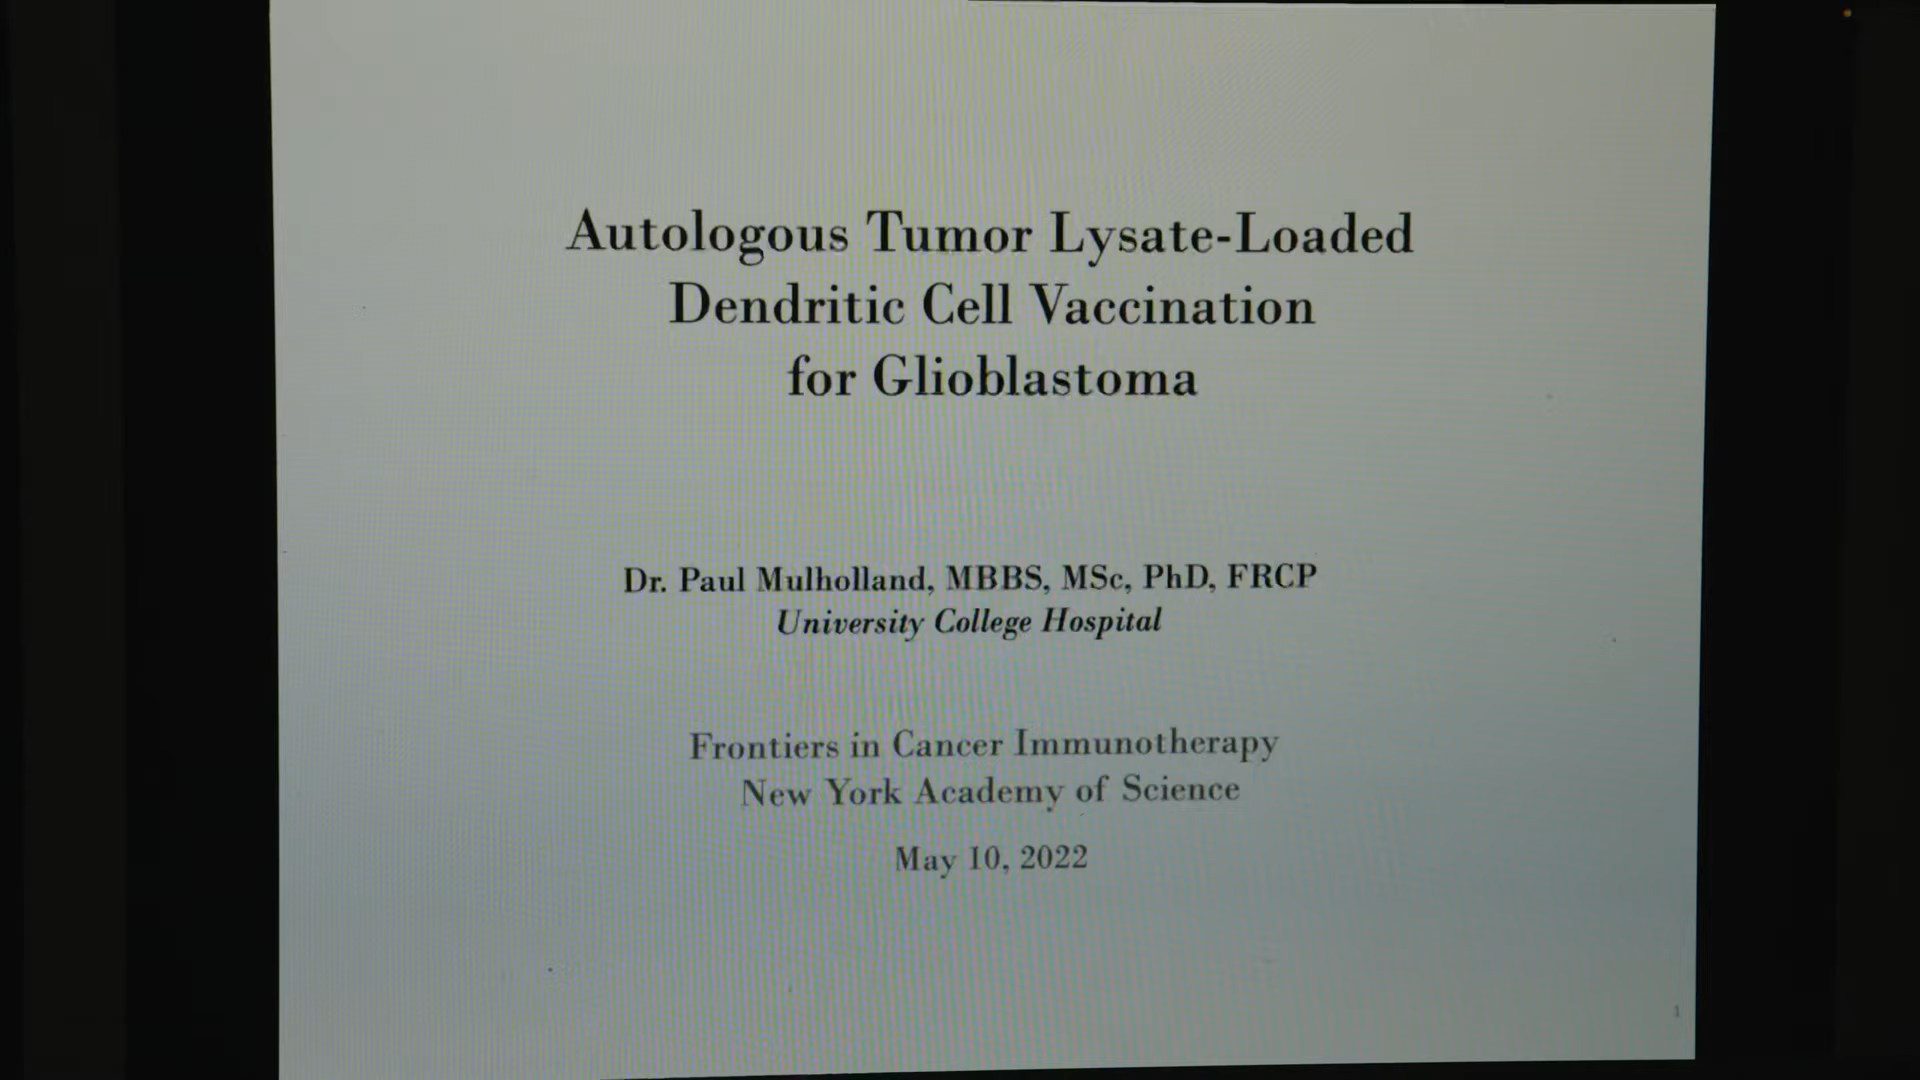 Autologous Tumor Lysate-Loaded
Dendritic Cell Vaccination
for Glioblastoma
Dr. Paul Mulholland, MBBS, MSc, PhD, FRCP
University College Hospital
Frontiers in Cancer Immunotherapy
New York Academy of Science
May 10, 2022
1